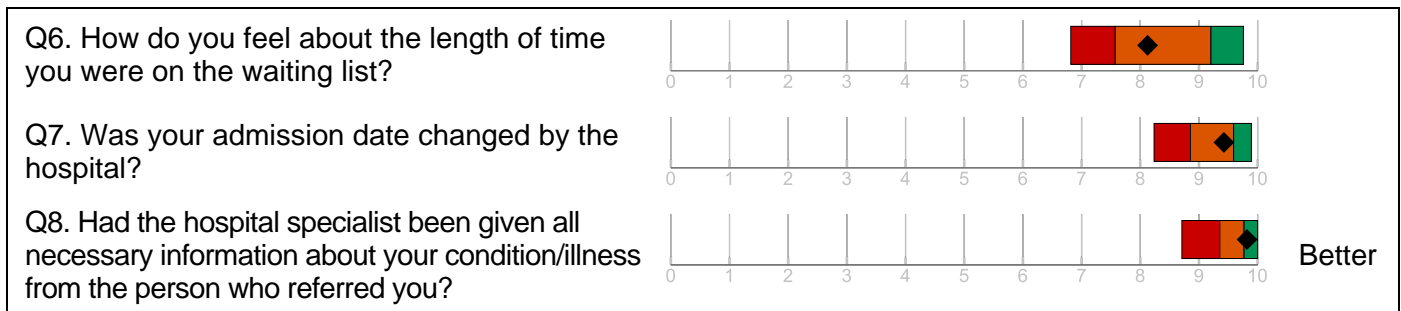 Q6. How do you feel about the length of time
you were on the waiting list?
0 1 2 3 4 5 6 7 8 9 10
Q7. Was your admission date changed by the
hospital?
0 1 2 3 4 5 6 7 8 9 10
Q8. Had the hospital specialist been given all
necessary information about your condition/illness
from the person who referred you?
0 1 2 3 4 5 6 7 8 9 10
Better